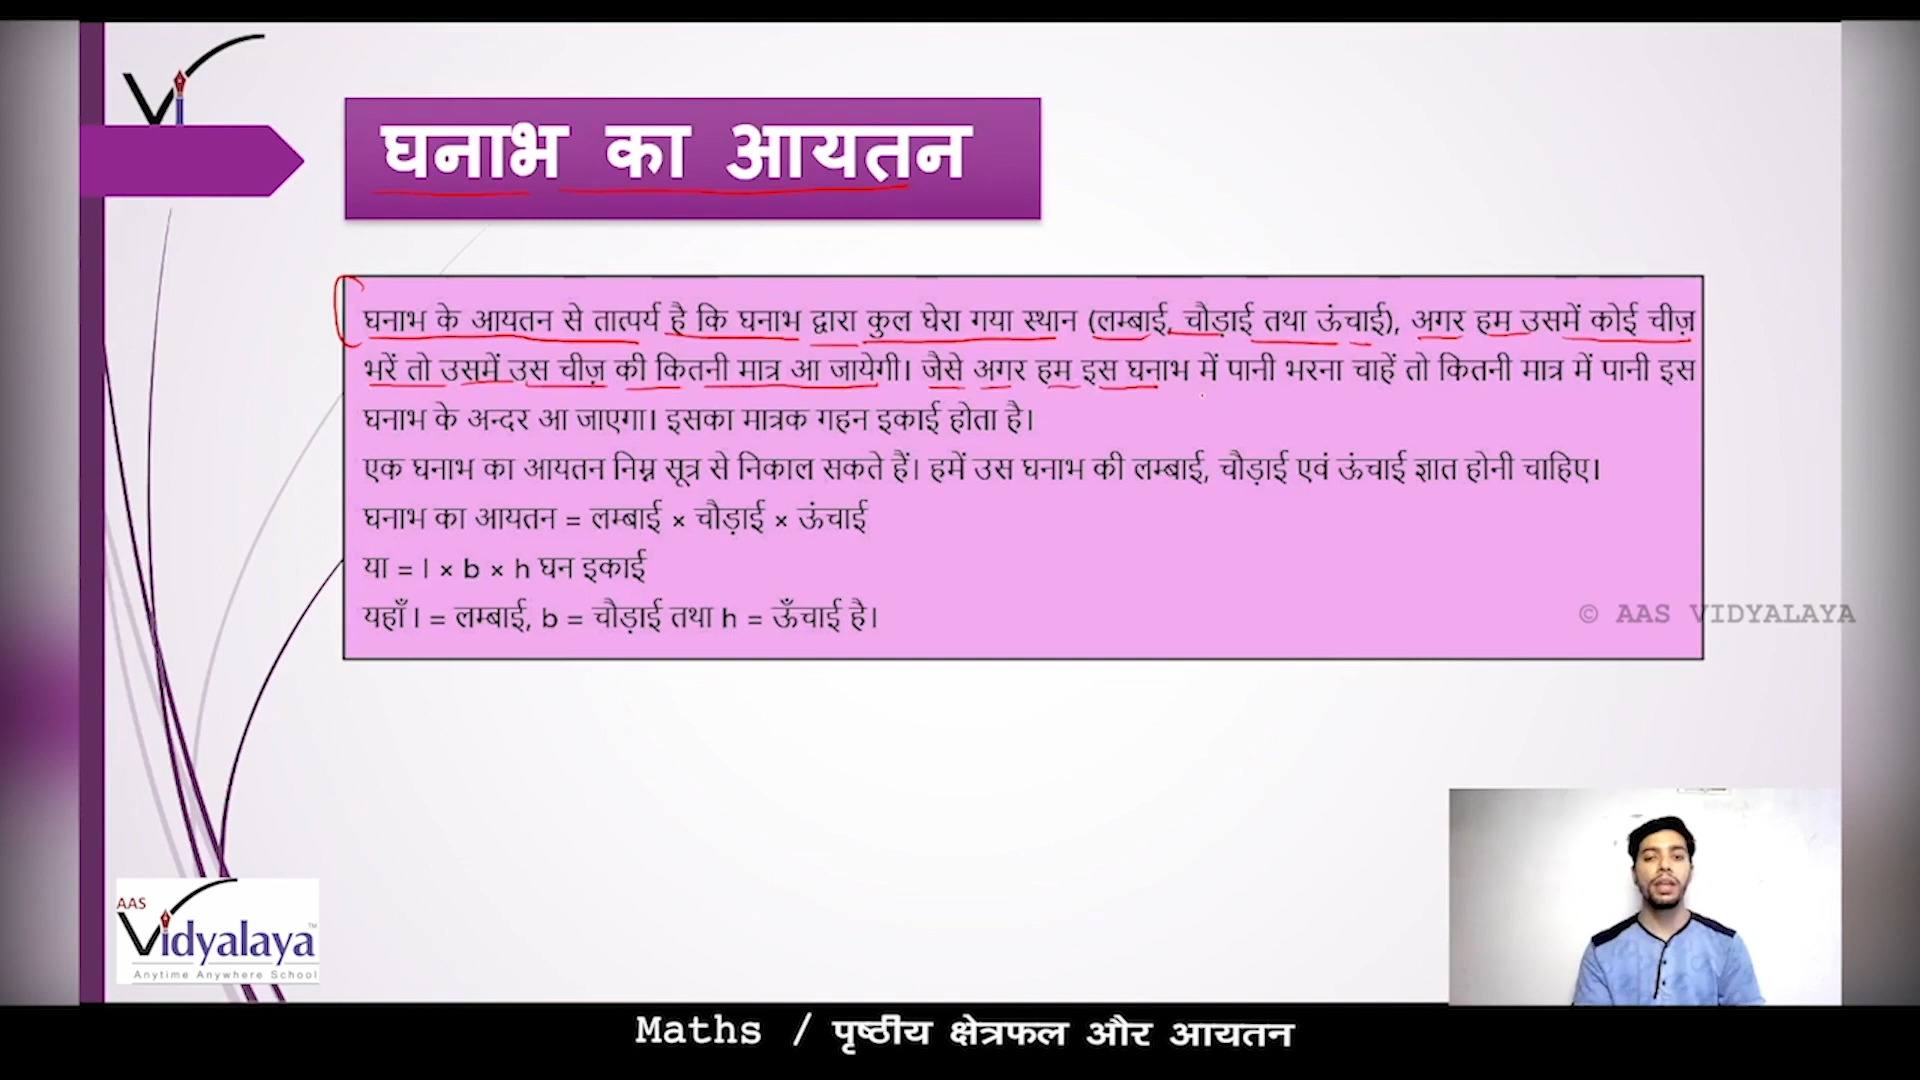 घनाभ का आयतन
घनाभ के आयतन से तात्पर्य है कि घनाभ द्वारा कुल घेरा गया स्थान (लम्बाई, चौड़ाई तथा ऊंचाई), अगर हम उसमें कोई चीज़
भरें तो उसमें उस चीज़ की कितनी मात्र आ जायेगी। जैसे अगर हम इस घनाभ में पानी भरना चाहें तो कितनी मात्र में पानी इस
घनाभ के अन्दर आ जाएगा। इसका मात्रक गहन इकाई होता है।
एक घनाभ का आयतन निम्न सूत्र से निकाल सकते हैं। हमें उस घनाभ की लम्बाई, चौड़ाई एवं ऊंचाई ज्ञात होनी चाहिए।
घनाभ का आयतन = लम्बाई × चौड़ाई × ऊंचाई
या = l × b × h घन इकाई
यहाँ l = लम्बाई, b = चौड़ाई तथा h = ऊँचाई है।
© AAS VIDYALAYA
AAS
Vidyalaya™
Anytime Anywhere School
Maths / पृष्ठीय क्षेत्रफल और आयतन